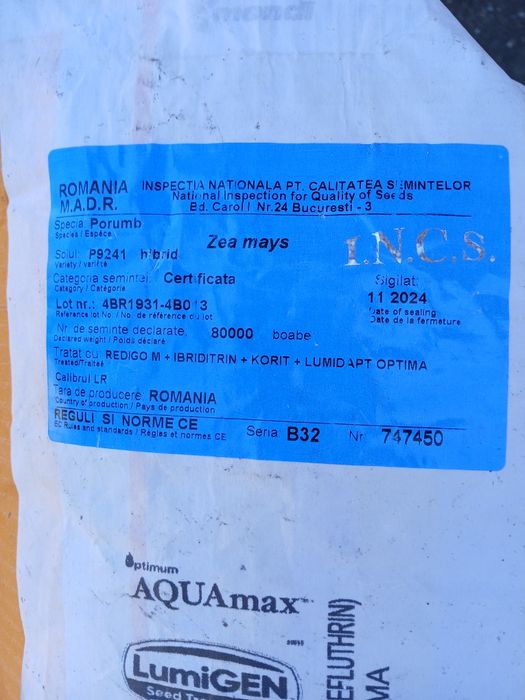 ROMANIA
M.A.D.R.
INSPECTIA NATIONALA PT. CALITATEA SEMINTELOR
National Inspection for Quality of Seeds
Bd. Carol I Nr.24 Bucuresti - 3
Specia Porumb
Species / Espèce
Zea mays
I.N.C.S.
Soiul: P9241 hibrid
Variety / variété
Categoria semintei: Certificata
Category / Catégorie
Sigilat:
11 2024
Date of sealing
Date de la fermeture
Lot nr.: 4BR1931-4B013
Reference lot No. / No. de référence du lot
Nr. de seminte declarate 80000 boabe
Declared weight / Poids déclaré
Tratat cu REDIGO M + IBRIDITRIN + KORIT + LUMIDAPT OPTIMA
Treated/Traitée
Calibrul LR
Tara de producere ROMANIA
Country of production / Pays de production
REGULI SI NORME CE
EC Rules and standards / Régles et normes CE
Seria B32 Nr 747450
Optimum
AQUAmax
LumiGEN
EFLUTHRIN)